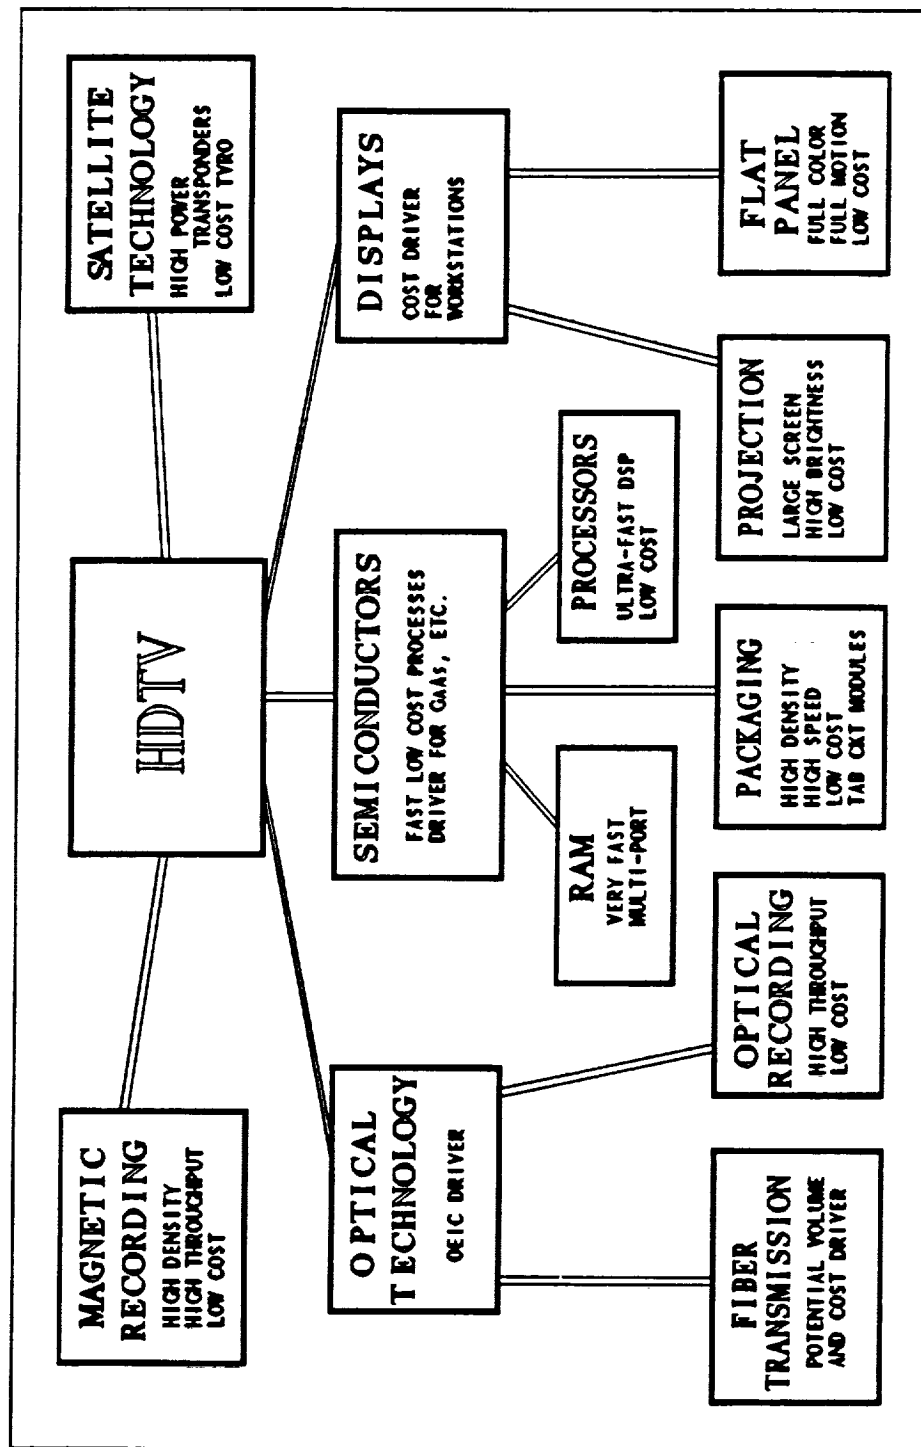 MAGNETIC
RECORDING
HIGH DENSITY
HIGH THROUGHPUT
LOW COST
HDTV
SATELLITE
TECHNOLOGY
HIGH POWER
TRANSPONDERS
LOW COST TVRO
OPTICAL
TECHNOLOGY
OEIC DRIVER
SEMICONDUCTORS
FAST LOW COST PROCESSES
DRIVER FOR GAAs, ETC.
DISPLAYS
COST DRIVER
FOR
WORKSTATIONS
RAM
VERY FAST
MULTI-PORT
PROCESSORS
ULTRA-FAST DSP
LOW COST
FIBER
TRANSMISSION
POTENTIAL VOLUME
AND COST DRIVER
OPTICAL
RECORDING
HIGH THROUGHPUT
LOW COST
PACKAGING
HIGH DENSITY
HIGH SPEED
LOW COST
TAB CKT MODULES
PROJECTION
LARGE SCREEN
HIGH BRIGHTNESS
LOW COST
FLAT
PANEL
FULL COLOR
FULL MOTION
LOW COST